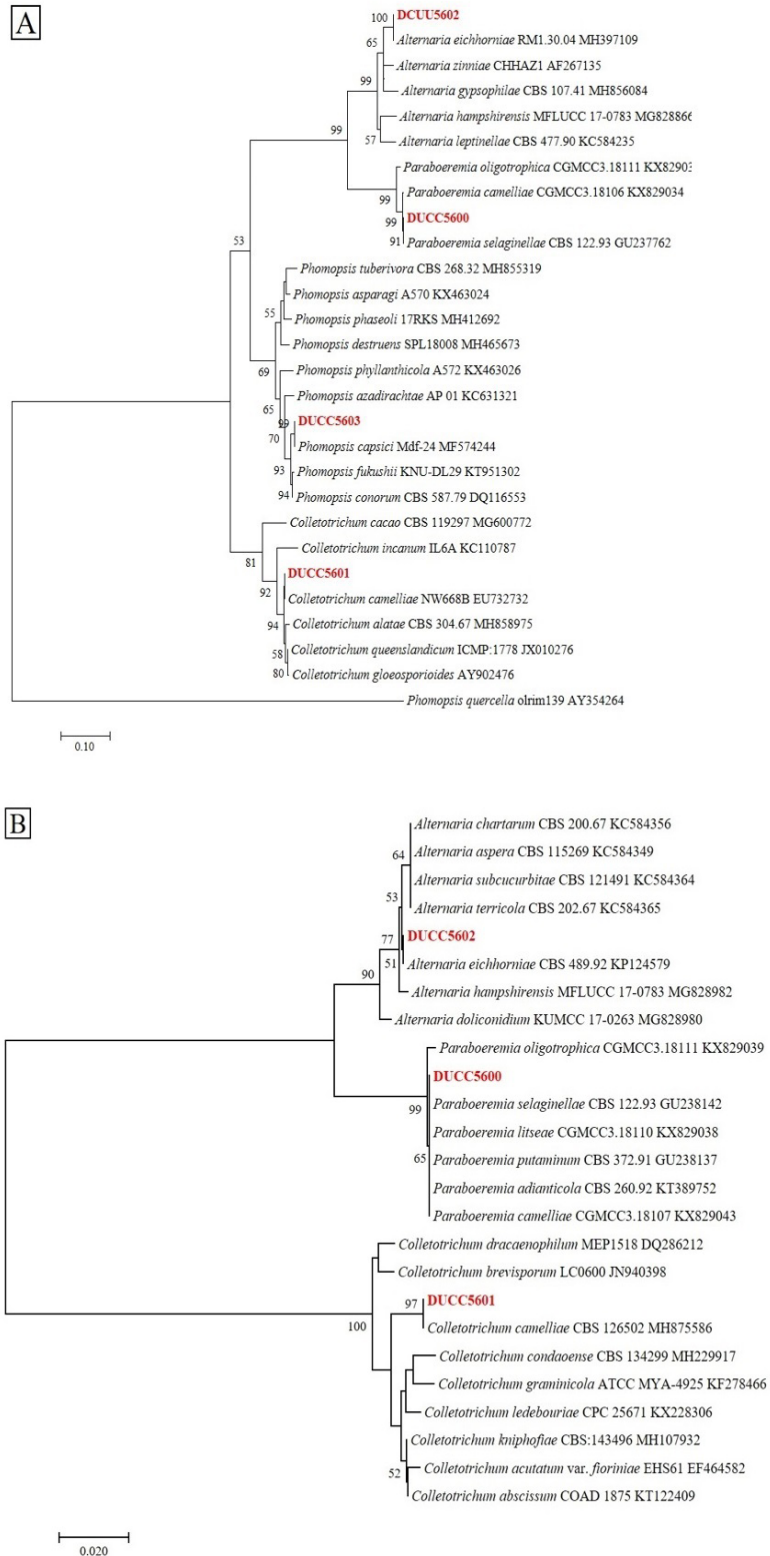 A
DCUU5602
100
Alternaria eichhorniae RM1.30.04 MH397109
65
Alternaria zinniae CHHAZ1 AF267135
99
Alternaria gypsophilae CBS 107.41 MH856084
Alternaria hampshirensis MFLUCC 17-0783 MG828866
99
57
Alternaria leptinellae CBS 477.90 KC584235
Paraboeremia oligotrophica CGMCC3.18111 KX82903
Paraboeremia camelliae CGMCC3.18106 KX829034
99
DUCC5600
99
91
Paraboeremia selaginellae CBS 122.93 GU237762
53
Phomopsis tuberivora CBS 268.32 MH855319
Phomopsis asparagi A570 KX463024
55
Phomopsis phaseoli 17RKS MH412692
Phomopsis destruens SPL18008 MH465673
69
Phomopsis phyllanthicola A572 KX463026
Phomopsis azadirachtae AP 01 KC631321
65
99
DUCC5603
70
Phomopsis capsici Mdf-24 MF574244
93
Phomopsis fukushii KNU-DL29 KT951302
94
Phomopsis conorum CBS 587.79 DQ116553
Colletotrichum cacao CBS 119297 MG600772
81
Colletotrichum incanum IL6A KC110787
DUCC5601
92
Colletotrichum camelliae NW668B EU732732
94
Colletotrichum alatae CBS 304.67 MH858975
58
Colletotrichum queenslandicum ICMP:1778 JX010276
80
Colletotrichum gloeosporioides AY902476
Phomopsis quercella olrim139 AY354264
0.10
B
Alternaria chartarum CBS 200.67 KC584356
64
Alternaria aspera CBS 115269 KC584349
Alternaria subcucurbitae CBS 121491 KC584364
53
Alternaria terricola CBS 202.67 KC584365
77
DUCC5602
51
Alternaria eichhorniae CBS 489.92 KP124579
90
Alternaria hampshirensis MFLUCC 17-0783 MG828982
Alternaria doliconidium KUMCC 17-0263 MG828980
Paraboeremia oligotrophica CGMCC3.18111 KX829039
DUCC5600
99
Paraboeremia selaginellae CBS 122.93 GU238142
Paraboeremia litseae CGMCC3.18110 KX829038
65
Paraboeremia putaminum CBS 372.91 GU238137
Paraboeremia adianticola CBS 260.92 KT389752
Paraboeremia camelliae CGMCC3.18107 KX829043
Colletotrichum dracaenophilum MEP1518 DQ286212
Colletotrichum brevisporum LC0600 JN940398
97
DUCC5601
100
Colletotrichum camelliae CBS 126502 MH875586
Colletotrichum condaoense CBS 134299 MH229917
Colletotrichum graminicola ATCC MYA-4925 KF278466
Colletotrichum ledebouriae CPC 25671 KX228306
Colletotrichum kniphofiae CBS:143496 MH107932
52
Colletotrichum acutatum var. fioriniae EHS61 EF464582
Colletotrichum abscissum COAD 1875 KT122409
0.020